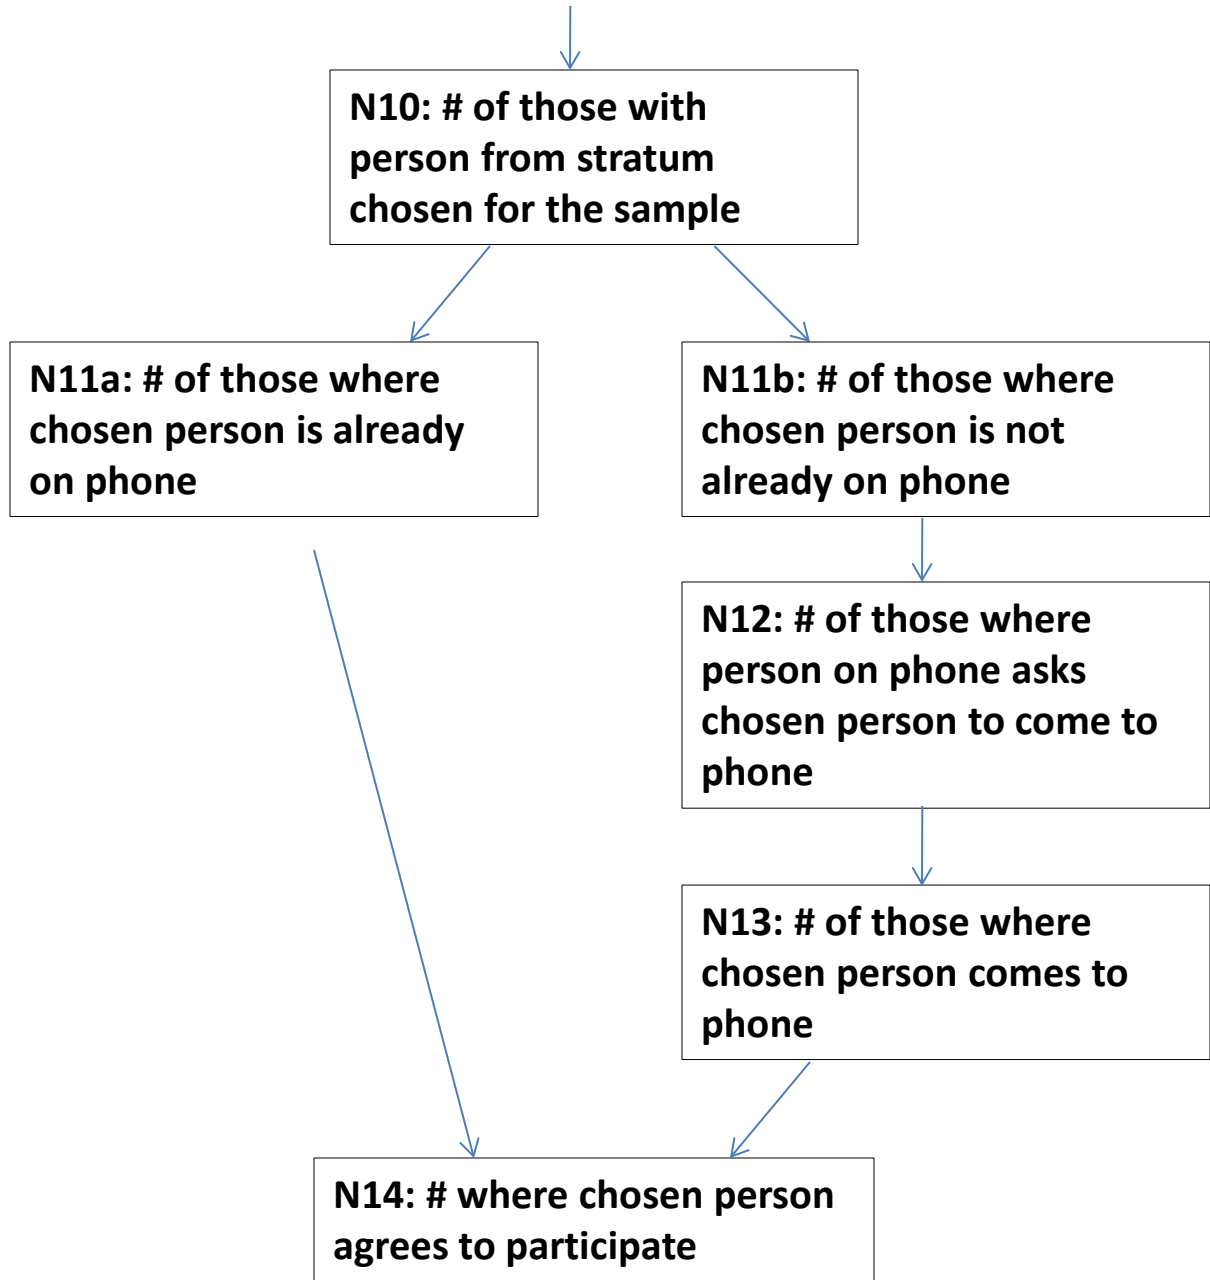 N10: # of those with
person from stratum
chosen for the sample
N11a: # of those where
chosen person is already
on phone
N11b: # of those where
chosen person is not
already on phone
N12: # of those where
person on phone asks
chosen person to come to
phone
N13: # of those where
chosen person comes to
phone
N14: # where chosen person
agrees to participate